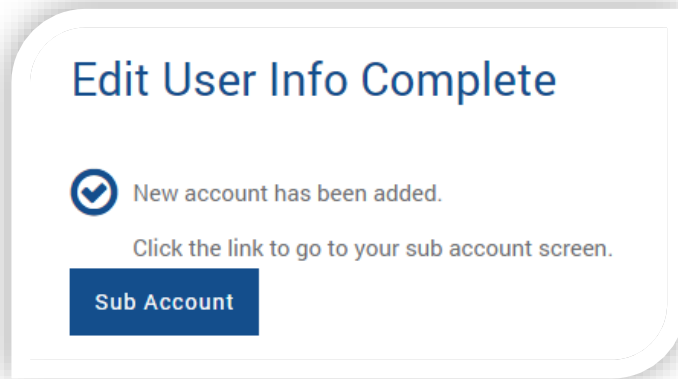 Edit User Info Complete
New account has been added.
Click the link to go to your sub account screen.
Sub Account